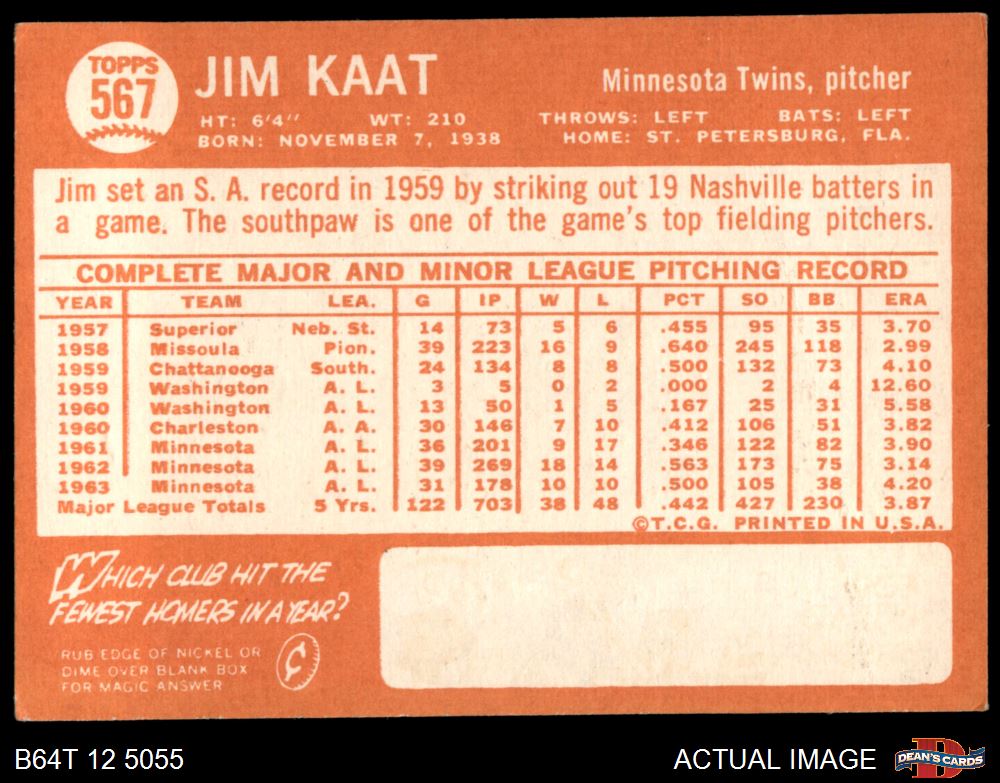 TOPPS
567
JIM KAAT
Minnesota Twins, pitcher
HT: 6'4" WT: 210 THROWS: LEFT BATS: LEFT
BORN: NOVEMBER 7, 1938 HOME: ST. PETERSBURG, FLA.
Jim set an S. A. record in 1959 by striking out 19 Nashville batters in
a game. The southpaw is one of the game's top fielding pitchers.
COMPLETE MAJOR AND MINOR LEAGUE PITCHING RECORD
YEAR TEAM LEA. G IP W L PCT SO BB ERA
1957 Superior Neb. St. 14 73 5 6 .455 95 35 3.70
1958 Missoula Pion. 39 223 16 9 .640 245 118 2.99
1959 Chattanooga South. 24 134 8 8 .500 132 73 4.10
1959 Washington A. L. 3 5 0 2 .000 2 4 12.60
1960 Washington A. L. 13 50 1 5 .167 25 31 5.58
1960 Charleston A. A. 30 146 7 10 .412 106 51 3.82
1961 Minnesota A. L. 36 201 9 17 .346 122 82 3.90
1962 Minnesota A. L. 39 269 18 14 .563 173 75 3.14
1963 Minnesota A. L. 31 178 10 10 .500 105 38 4.20
Major League Totals 5 Yrs. 122 703 38 48 .442 427 230 3.87
©T.C.G. PRINTED IN U.S.A.
WHICH CLUB HIT THE
FEWEST HOMERS IN A YEAR?
RUB EDGE OF NICKEL OR
DIME OVER BLANK BOX
FOR MAGIC ANSWER
¢
B64T 12 5055
ACTUAL IMAGE
D
DEAN'S CARDS